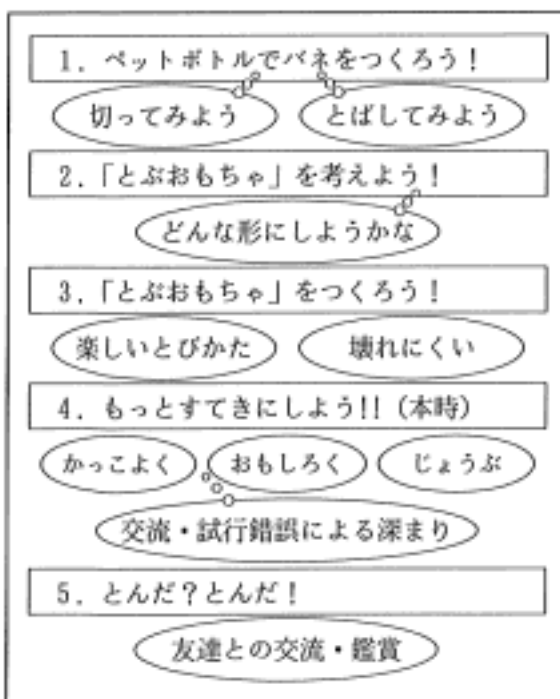 1. ペットボトルでバネをつくろう！
切ってみよう
とばしてみよう
2.「とぶおもちゃ」を考えよう！
どんな形にしようかな
3.「とぶおもちゃ」をつくろう！
楽しいとびかた
壊れにくい
4. もっとすてきにしよう!!（本時）
かっこよく
おもしろく
じょうぶ
交流・試行錯誤による深まり
5. とんだ？とんだ！
友達との交流・鑑賞